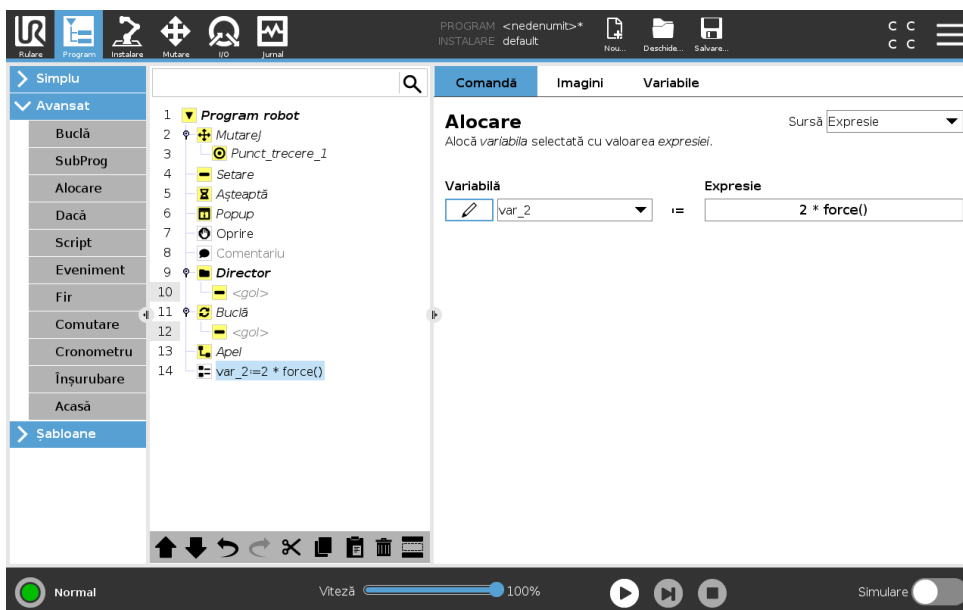 Rulare
Program
Instalare
Mutare
I/O
Jurnal
PROGRAM <nedenumit>*
INSTALARE default
Nou...
Deschide...
Salvare...
C C
C C
Simplu
Avansat
Buclă
SubProg
Alocare
Dacă
Script
Eveniment
Fir
Comutare
Cronometru
Înșurubare
Acasă
Șabloane
1 Program robot
2 MutareJ
3 Punct_trecere_1
4 Setare
5 Așteaptă
6 Popup
7 Oprire
8 Comentariu
9 Director
10 <gol>
11 Buclă
12 <gol>
13 Apel
14 var_2:=2 * force()
Comandă
Imagini
Variabile
Alocare
Sursă Expresie
Alocă variabila selectată cu valoarea expresiei.
Variabilă
Expresie
var_2 := 2 * force()
Normal
Viteză 100%
Simulare